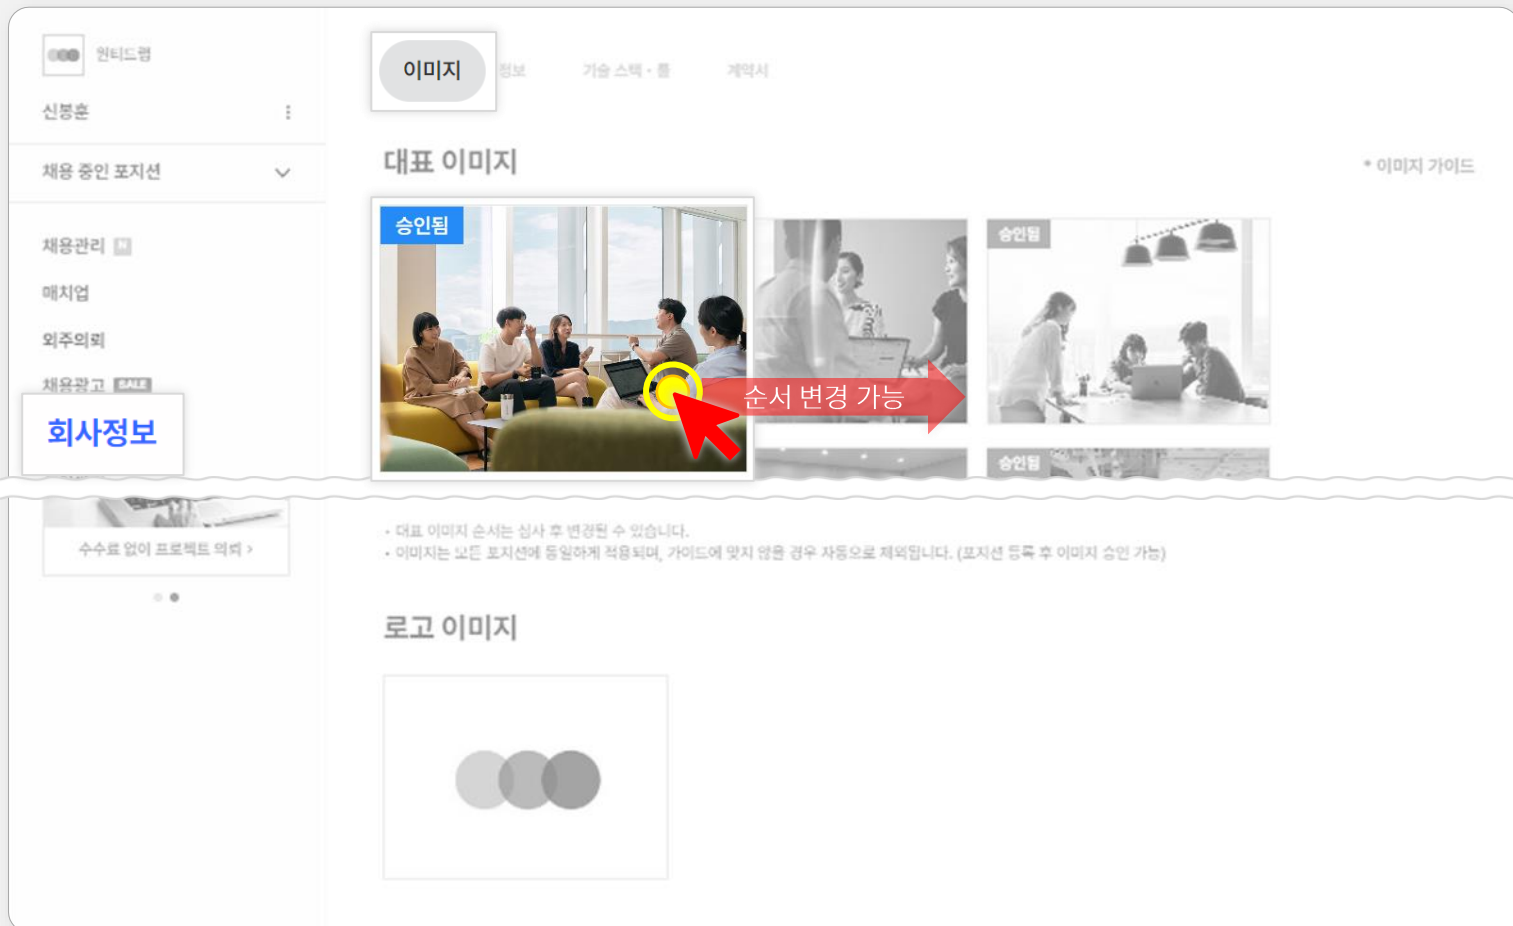 원티드랩
신봉훈
채용 중인 포지션
채용관리 N
매치업
외주의뢰
채용광고 SALE
회사정보
수수료 없이 프로젝트 의뢰 >
이미지
정보
기술 스택・툴
계약서
대표 이미지
* 이미지 가이드
승인됨
승인됨
순서 변경 가능
승인됨
• 대표 이미지 순서는 심사 후 변경될 수 있습니다.
• 이미지는 모든 포지션에 동일하게 적용되며, 가이드에 맞지 않을 경우 자동으로 제외됩니다. (포지션 등록 후 이미지 승인 가능)
로고 이미지